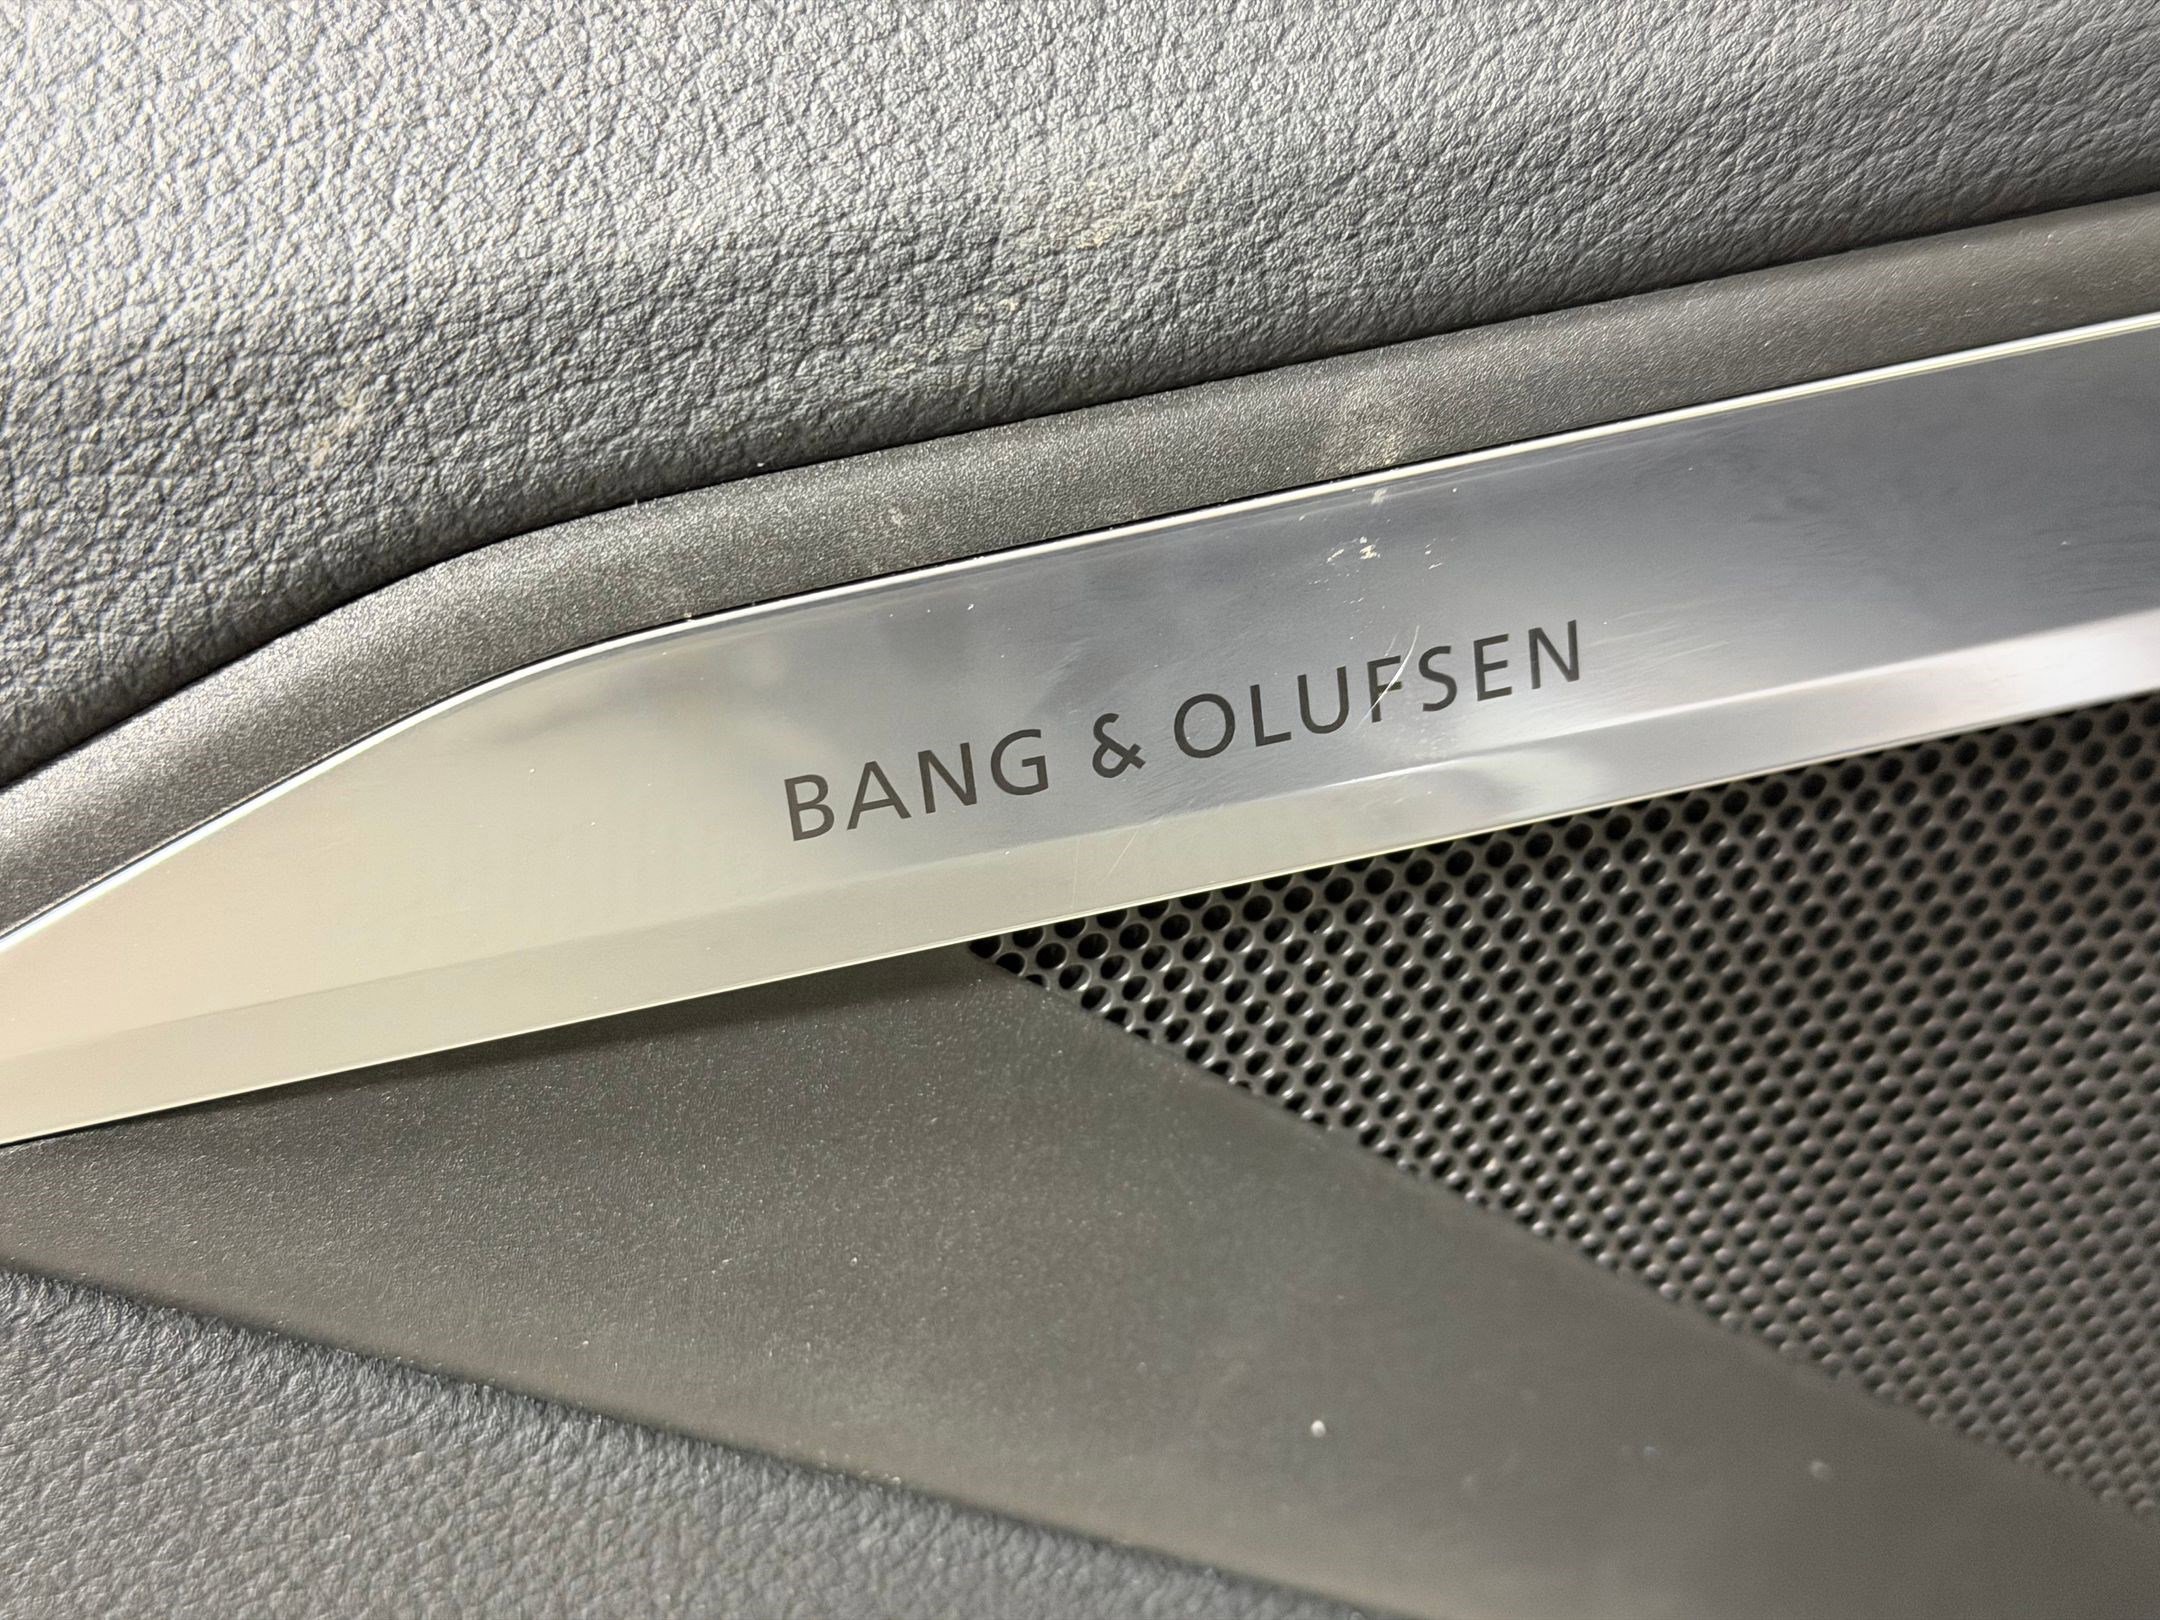 BANG & OLUFSEN